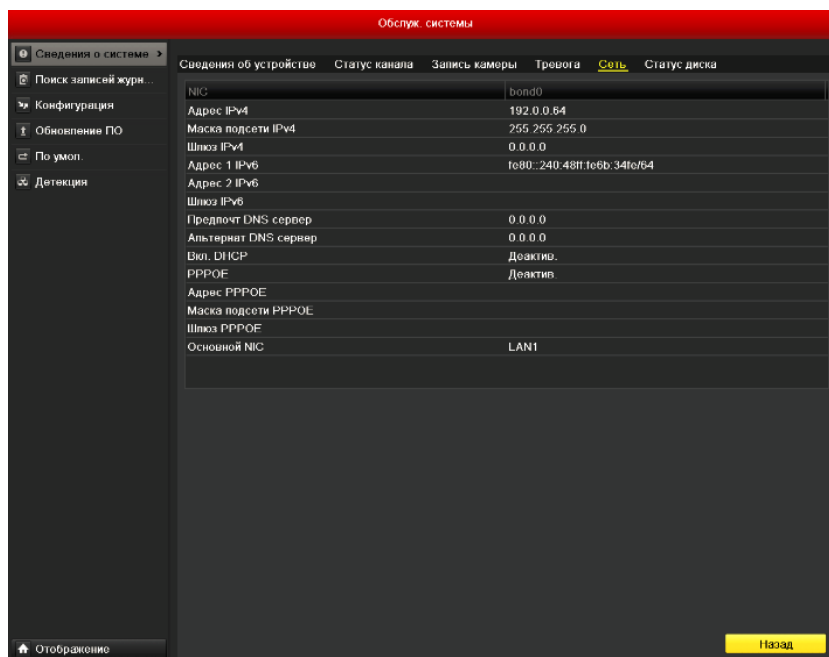 Обслуж. системы
Сведения о системе >
Поиск записей журн...
Конфигурация
Обновление ПО
По умол.
Детекция
Сведения об устройстве Статус канала Запись камеры Тревога Сеть Статус диска
NIC bond0
Адрес IPv4 192.0.0.64
Маска подсети IPv4 255.255.255.0
Шлюз IPv4 0.0.0.0
Адрес 1 IPv6 fe80::240:48ff:fe6b:34fe/64
Адрес 2 IPv6
Шлюз IPv6
Предпочт DNS сервер 0.0.0.0
Альтернат DNS сервер 0.0.0.0
Вкл. DHCP Деактив.
PPPOE Деактив.
Адрес PPPOE
Маска подсети PPPOE
Шлюз PPPOE
Основной NIC LAN1
Отображение
Назад